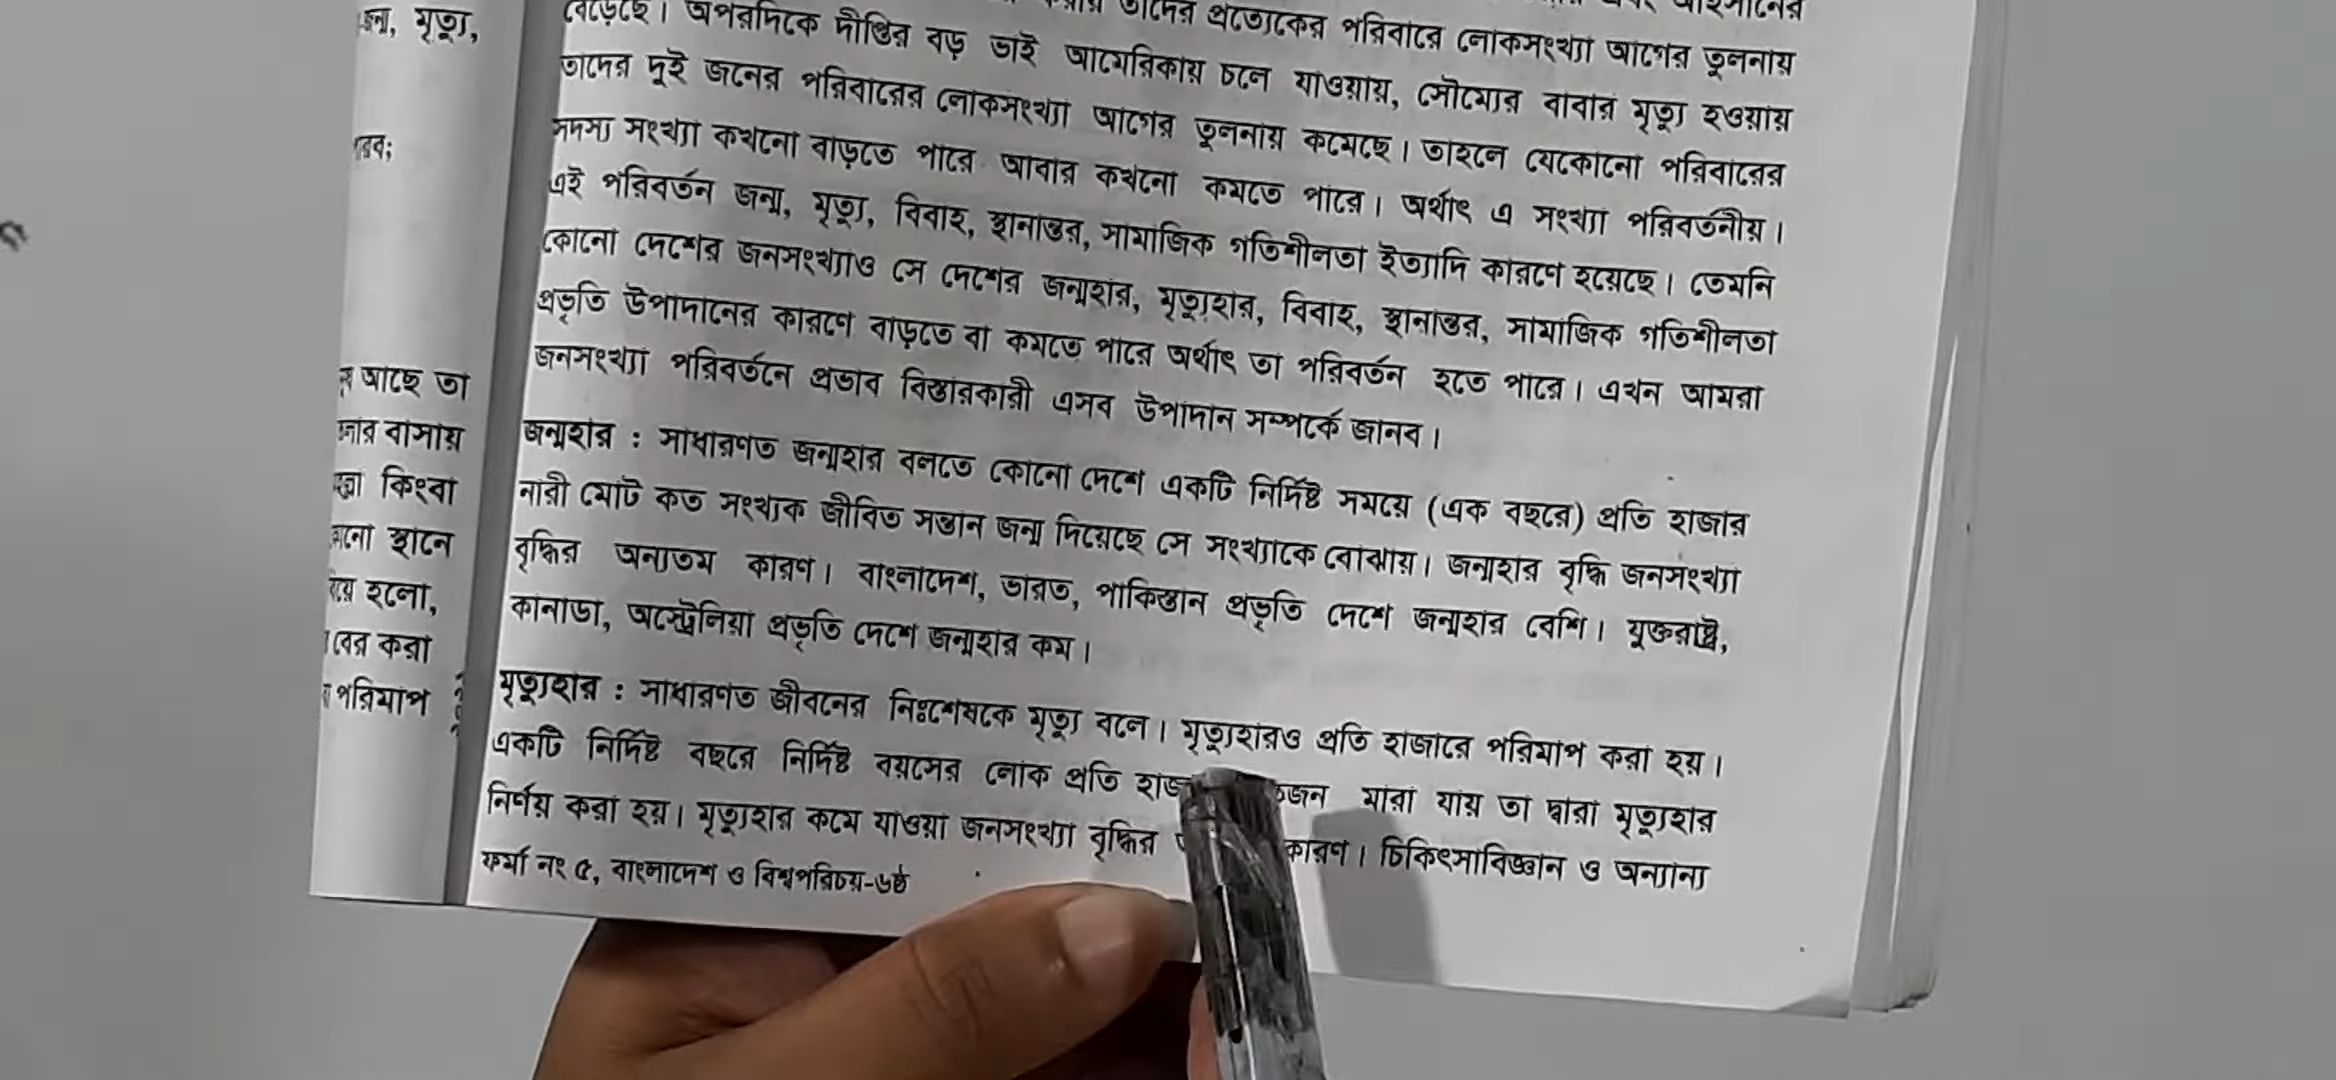 জন্ম, মৃত্যু,
আছে তা
বাসায়
কিংবা
স্থানে
হলো,
বের করা
পরিমাপ
তাদের প্রত্যেকের পরিবারে লোকসংখ্যা আগের তুলনায়
বেড়েছে। অপরদিকে দীপ্তির বড় ভাই আমেরিকায় চলে যাওয়ায়, সৌম্যের বাবার মৃত্যু হওয়ায়
তাদের দুই জনের পরিবারের লোকসংখ্যা আগের তুলনায় কমেছে। তাহলে যেকোনো পরিবারের
সদস্য সংখ্যা কখনো বাড়তে পারে আবার কখনো কমতে পারে। অর্থাৎ এ সংখ্যা পরিবর্তনীয়।
এই পরিবর্তন জন্ম, মৃত্যু, বিবাহ, স্থানান্তর, সামাজিক গতিশীলতা ইত্যাদি কারণে হয়েছে। তেমনি
কোনো দেশের জনসংখ্যাও সে দেশের জন্মহার, মৃত্যুহার, বিবাহ, স্থানান্তর, সামাজিক গতিশীলতা
প্রভৃতি উপাদানের কারণে বাড়তে বা কমতে পারে অর্থাৎ তা পরিবর্তন হতে পারে। এখন আমরা
জনসংখ্যা পরিবর্তনে প্রভাব বিস্তারকারী এসব উপাদান সম্পর্কে জানব।
জন্মহার : সাধারণত জন্মহার বলতে কোনো দেশে একটি নির্দিষ্ট সময়ে (এক বছরে) প্রতি হাজার
নারী মোট কত সংখ্যক জীবিত সন্তান জন্ম দিয়েছে সে সংখ্যাকে বোঝায়। জন্মহার বৃদ্ধি জনসংখ্যা
বৃদ্ধির অন্যতম কারণ। বাংলাদেশ, ভারত, পাকিস্তান প্রভৃতি দেশে জন্মহার বেশি। যুক্তরাষ্ট্র,
কানাডা, অস্ট্রেলিয়া প্রভৃতি দেশে জন্মহার কম।
মৃত্যুহার : সাধারণত জীবনের নিঃশেষকে মৃত্যু বলে। মৃত্যুহারও প্রতি হাজারে পরিমাপ করা হয়।
একটি নির্দিষ্ট বছরে নির্দিষ্ট বয়সের লোক প্রতি মারা যায় তা দ্বারা মৃত্যুহার
নির্ণয় করা হয়। মৃত্যুহার কমে যাওয়া জনসংখ্যা বৃদ্ধির কারণ। চিকিৎসাবিজ্ঞান ও অন্যান্য
ফর্মা নং ৫, বাংলাদেশ ও বিশ্বপরিচয়-৬ষ্ঠ